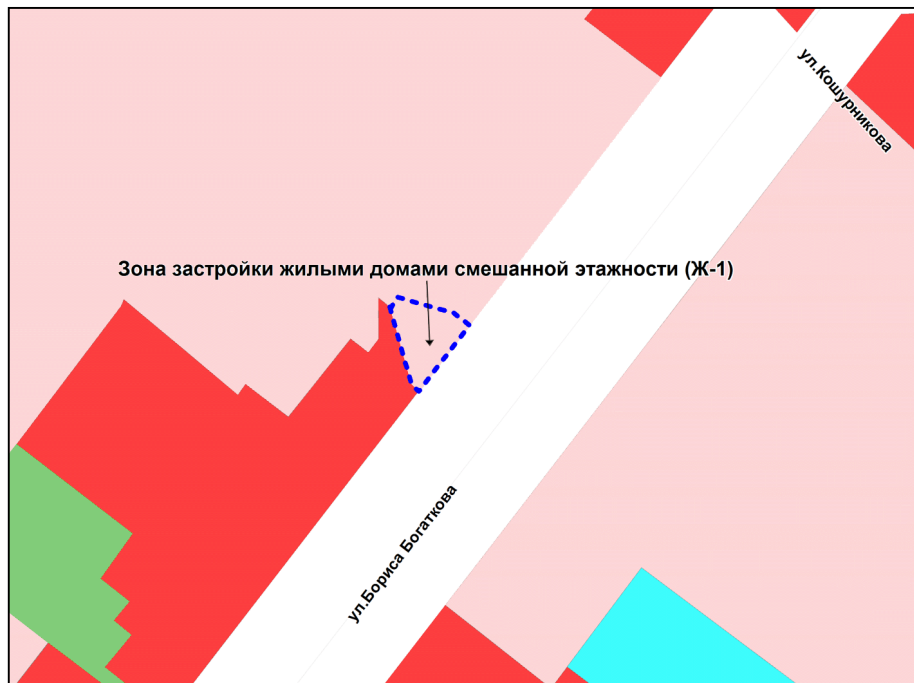 ул.Кошурникова
Зона застройки жилыми домами смешанной этажности (Ж-1)
ул.Бориса Богаткова